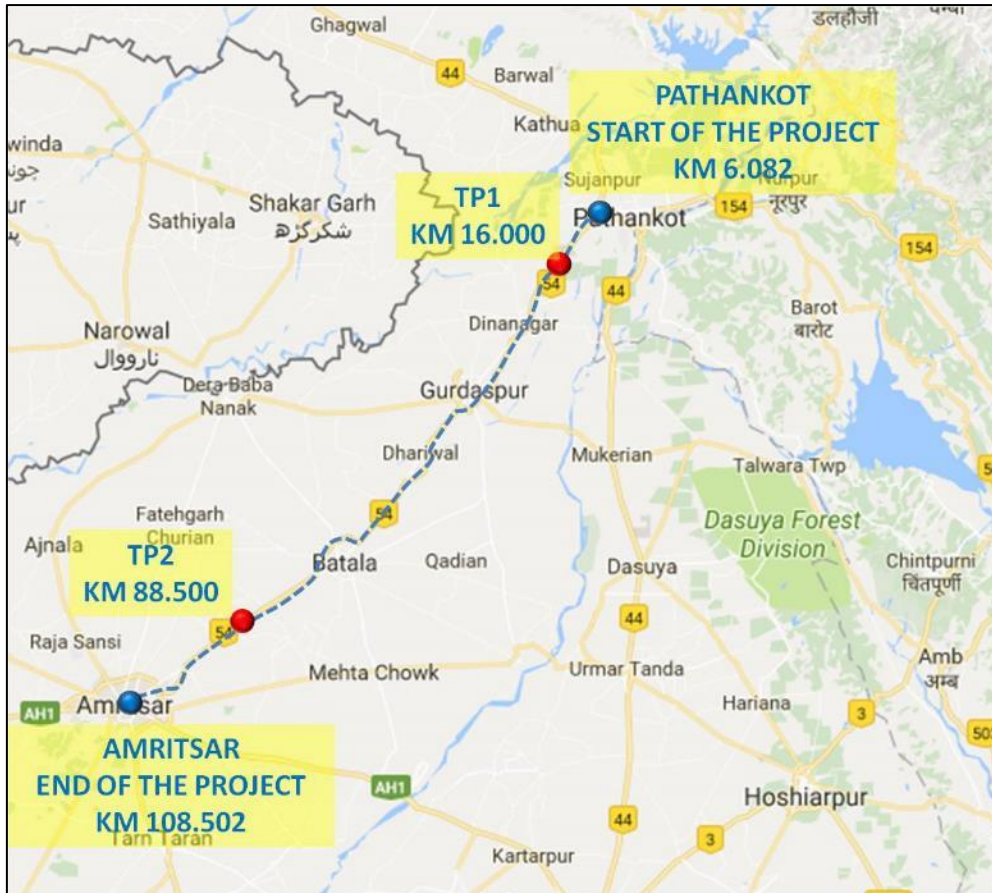 Ghagwal
डलहौजी
44
Barwal
Kathua
PATHANKOT
START OF THE PROJECT
KM 6.082
winda
Sujanpur
Nurpur
नूरपुर
TP1
KM 16.000
Shakar Garh
شکرگڑھ
Sathiyala
Pathankot
154
154
54
44
Dinanagar
Barot
बारोट
Narowal
نارووال
Dera Baba
Nanak
Gurdaspur
Dhariwal
Mukerian
Talwara Twp
54
Fatehgarh
Churian
Dasuya Forest
Division
Ajnala
TP2
KM 88.500
Batala
Qadian
Dasuya
Chintpurni
चिंतपूर्णी
54
44
Raja Sansi
Mehta Chowk
Urmar Tanda
Amb
अम्ब
Amritsar
AH1
Hariana
3
503
AMRITSAR
END OF THE PROJECT
KM 108.502
AH1
Hoshiarpur
Tarn Taran
44
3
Kartarpur